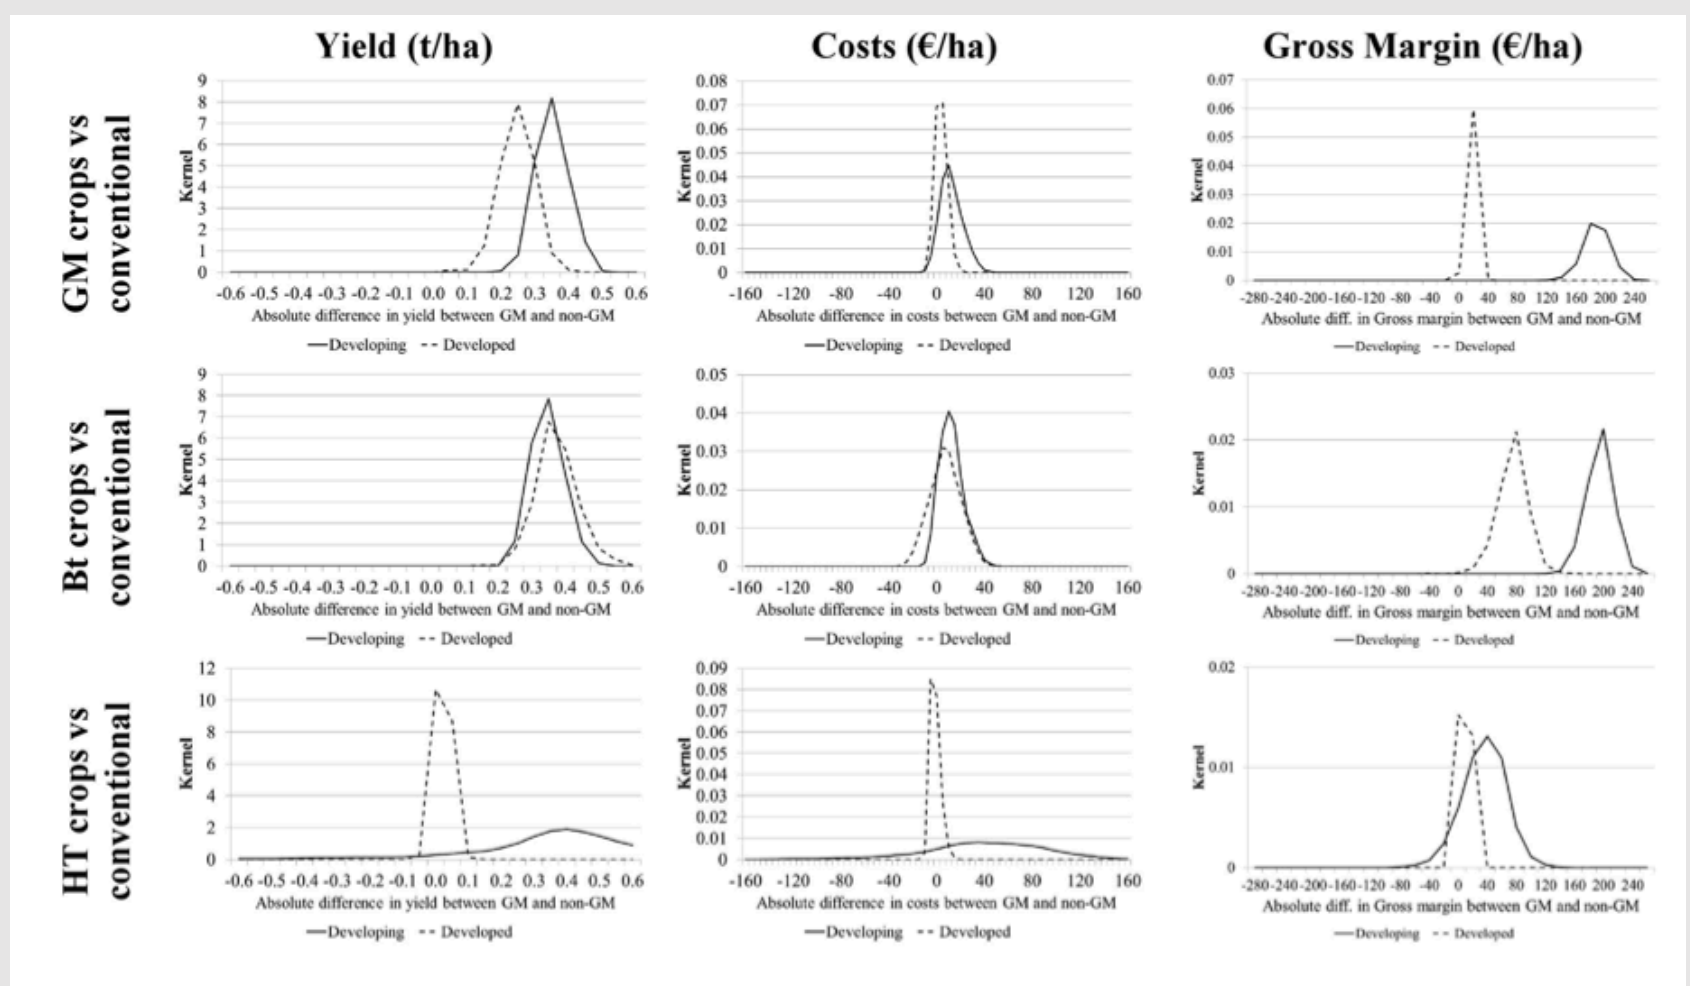 Yield (t/ha)
Costs (€/ha)
Gross Margin (€/ha)
GM crops vs
conventional
Kernel
9
8
7
6
5
4
3
2
1
0
-0.6 -0.5 -0.4 -0.3 -0.2 -0.1 0.0 0.1 0.2 0.3 0.4 0.5 0.6
Absolute difference in yield between GM and non-GM
Developing Developed
Kernel
0.08
0.07
0.06
0.05
0.04
0.03
0.02
0.01
0
-160 -120 -80 -40 0 40 80 120 160
Absolute difference in costs between GM and non-GM
Developing Developed
Kernel
0.07
0.06
0.05
0.04
0.03
0.02
0.01
0
-280 -240 -200 -160 -120 -80 -40 0 40 80 120 160 200 240
Absolute diff. in Gross margin between GM and non-GM
Developing Developed
Bt crops vs
conventional
Kernel
9
8
7
6
5
4
3
2
1
0
-0.6 -0.5 -0.4 -0.3 -0.2 -0.1 0.0 0.1 0.2 0.3 0.4 0.5 0.6
Absolute difference in yield between GM and non-GM
Developing Developed
Kernel
0.05
0.04
0.03
0.02
0.01
0
-160 -120 -80 -40 0 40 80 120 160
Absolute difference in costs between GM and non-GM
Developing Developed
Kernel
0.03
0.02
0.01
0
-280 -240 -200 -160 -120 -80 -40 0 40 80 120 160 200 240
Absolute diff. in Gross margin between GM and non-GM
Developing Developed
HT crops vs
conventional
Kernel
12
10
8
6
4
2
0
-0.6 -0.5 -0.4 -0.3 -0.2 -0.1 0.0 0.1 0.2 0.3 0.4 0.5 0.6
Absolute difference in yield between GM and non-GM
Developing Developed
Kernel
0.09
0.08
0.07
0.06
0.05
0.04
0.03
0.02
0.01
0
-160 -120 -80 -40 0 40 80 120 160
Absolute difference in costs between GM and non-GM
Developing Developed
Kernel
0.02
0.01
0
-280 -240 -200 -160 -120 -80 -40 0 40 80 120 160 200 240
Absolute diff. in Gross margin between GM and non-GM
Developing Developed